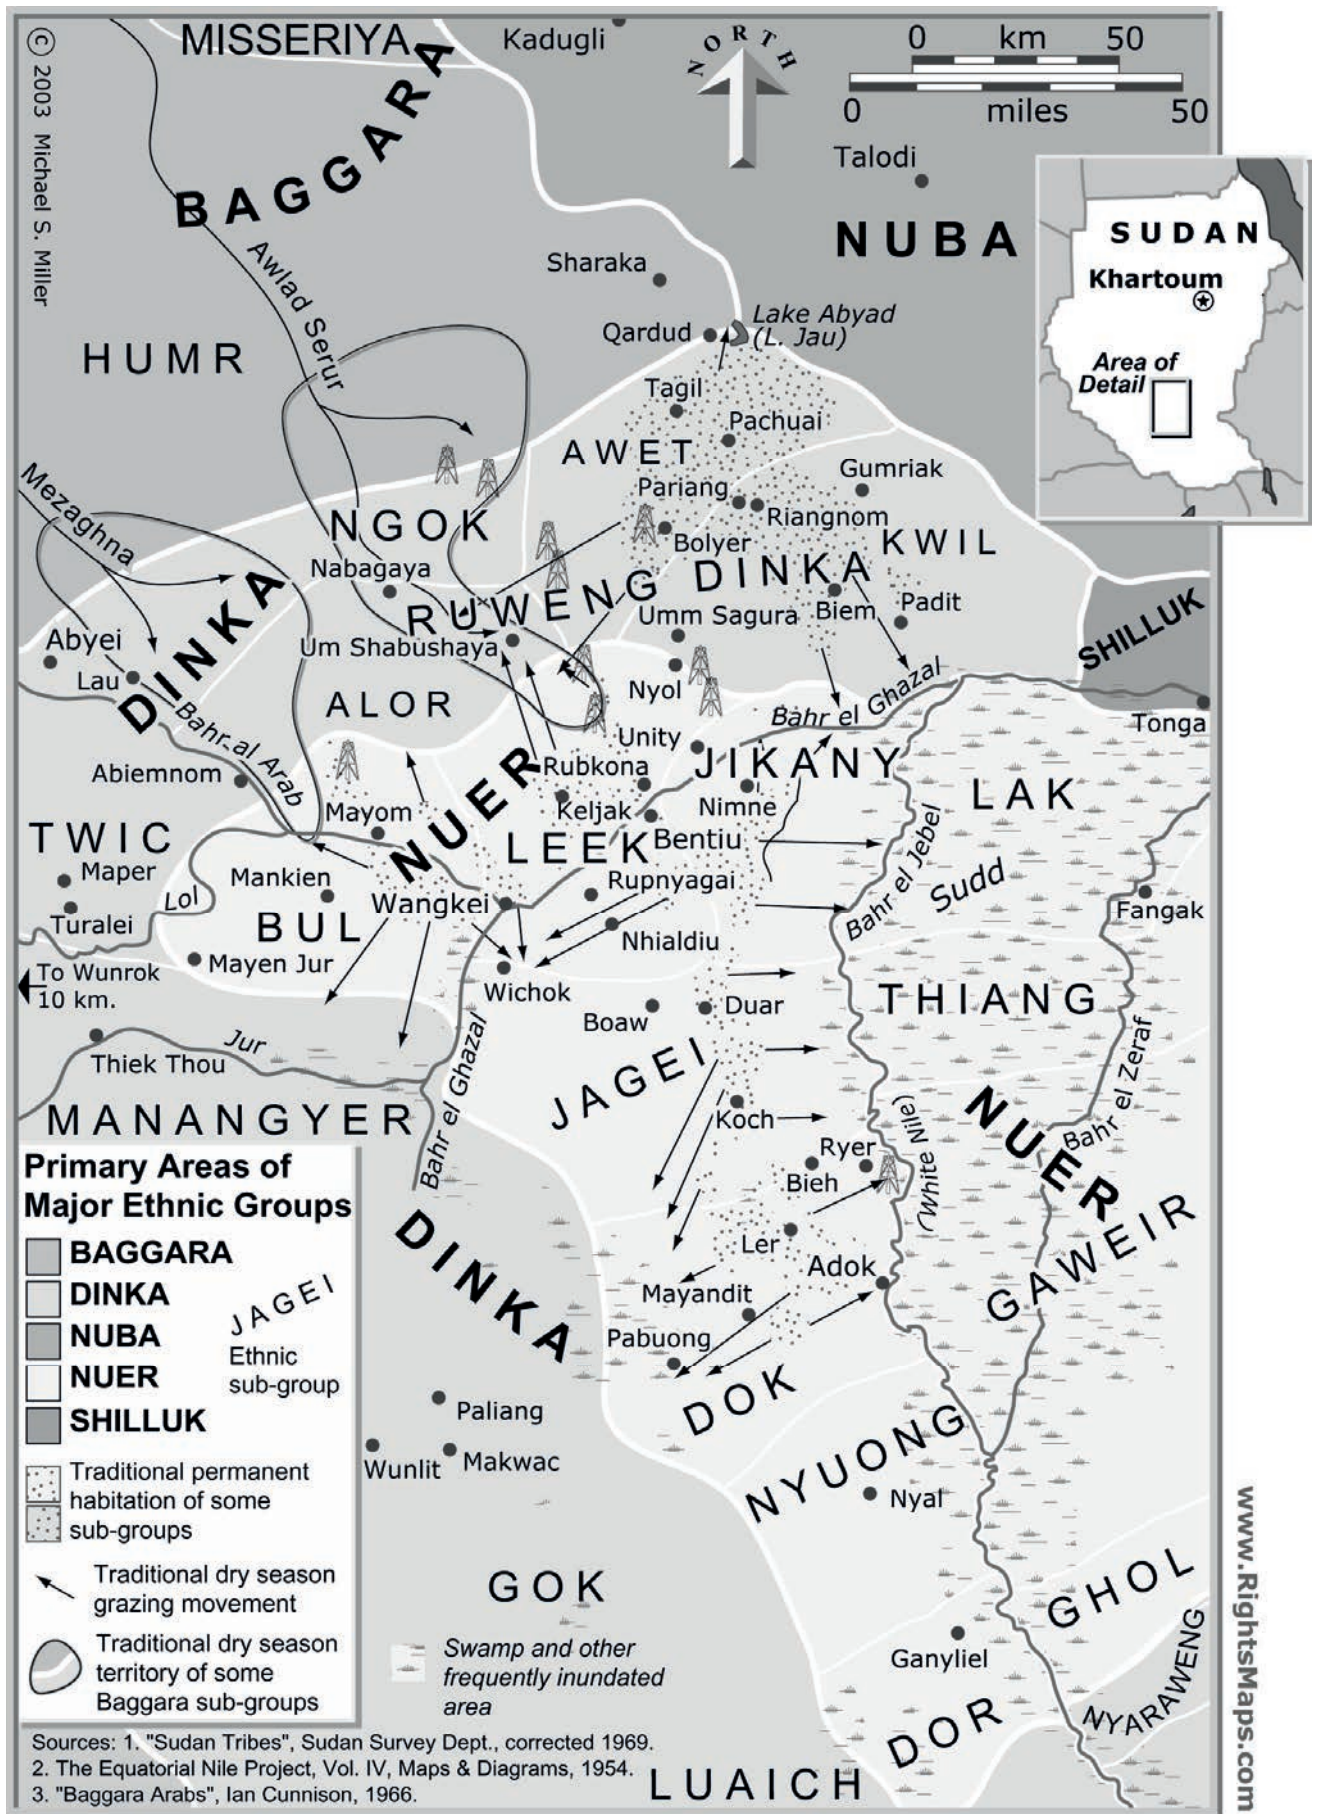 © 2003 Michael S. Miller
MISSERIYA
Kadugli
NORTH
0 km 50
0 miles 50
BAGGARA
Talodi
NUBA
SUDAN
Khartoum
Area of
Detail
Awlad Serur
Sharaka
Lake Abyad
(L. Jau)
Qardud
HUMR
Tagil
Pachuai
AWET
Gumriak
Mezaghna
Pariang
Riangnom
NGOK
Bolyer
KWIL
Nabagaya
RUWENG DINKA
Biem
Padit
Umm Sagura
SHILLUK
Abyei
Um Shabushaya
Lau
DINKA
Nyol
Bahr el Ghazal
ALOR
Tonga
Bahr al Arab
Unity
Abiemnom
Rubkona
JIKANY
LAK
NUER
Mayom
Keljak
Nimne
TWIC
LEEK
Bentiu
Bahr el Jebel
Maper
Mankien
Rupnyagai
Sudd
Lol
Wangkei
Turalei
BUL
Nhialdiu
Fangak
To Wunrok
10 km.
Mayen Jur
Wichok
THIANG
Boaw
Duar
Jur
Thiek Thou
Bahr el Ghazal
JAGEI
Bahr el Zeraf
MANANGYER
Koch
(White Nile)
NUER
Ryer
Bieh
Primary Areas of
Major Ethnic Groups
BAGGARA
DINKA
NUBA
NUER
SHILLUK
JAGEI
Ethnic
sub-group
Traditional permanent
habitation of some
sub-groups
Traditional dry season
grazing movement
Traditional dry season
territory of some
Baggara sub-groups
DINKA
Ler
Adok
GAWEIR
Mayandit
Pabuong
DOK
Paliang
Wunlit
Makwac
NYUONG
Nyal
GOK
GHOL
Swamp and other
frequently inundated
area
Ganyliel
NYARAWENG
DOR
LUAICH
Sources: 1. "Sudan Tribes", Sudan Survey Dept., corrected 1969.
2. The Equatorial Nile Project, Vol. IV, Maps & Diagrams, 1954.
3. "Baggara Arabs", Ian Cunnison, 1966.
www.RightsMaps.com